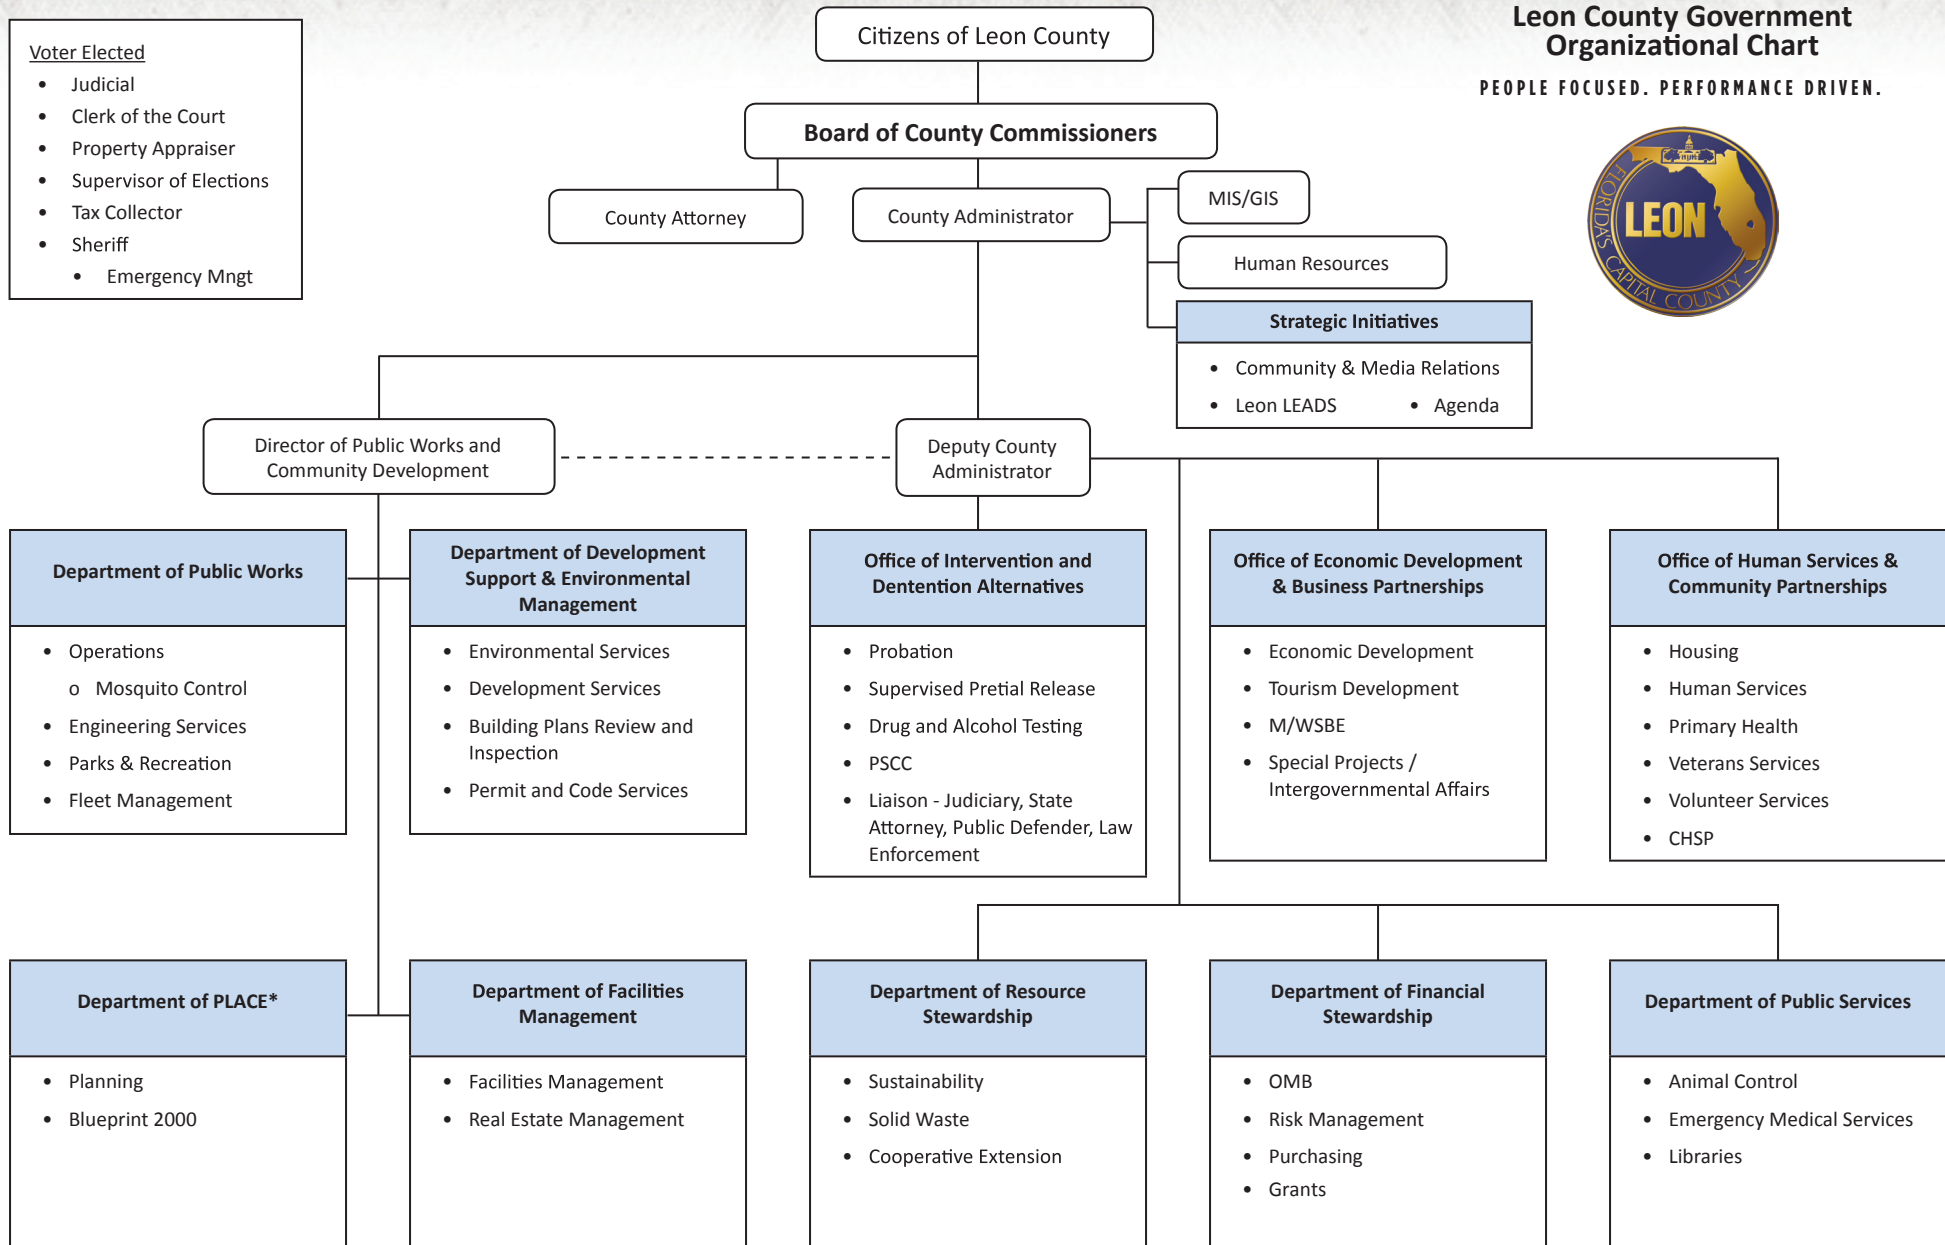 Leon County Government
Organizational Chart
PEOPLE FOCUSED. PERFORMANCE DRIVEN.
FLORIDA'S CAPITAL COUNTY
LEON
Voter Elected
• Judicial
• Clerk of the Court
• Property Appraiser
• Supervisor of Elections
• Tax Collector
• Sheriff
• Emergency Mngt
Citizens of Leon County
Board of County Commissioners
County Attorney
County Administrator
MIS/GIS
Human Resources
Strategic Initiatives
• Community & Media Relations
• Leon LEADS • Agenda
Director of Public Works and
Community Development
Deputy County
Administrator
Department of Public Works
• Operations
o Mosquito Control
• Engineering Services
• Parks & Recreation
• Fleet Management
Department of Development
Support & Environmental
Management
• Environmental Services
• Development Services
• Building Plans Review and
Inspection
• Permit and Code Services
Office of Intervention and
Dentention Alternatives
• Probation
• Supervised Pretial Release
• Drug and Alcohol Testing
• PSCC
• Liaison - Judiciary, State
Attorney, Public Defender, Law
Enforcement
Office of Economic Development
& Business Partnerships
• Economic Development
• Tourism Development
• M/WSBE
• Special Projects /
Intergovernmental Affairs
Office of Human Services &
Community Partnerships
• Housing
• Human Services
• Primary Health
• Veterans Services
• Volunteer Services
• CHSP
Department of PLACE*
• Planning
• Blueprint 2000
Department of Facilities
Management
• Facilities Management
• Real Estate Management
Department of Resource
Stewardship
• Sustainability
• Solid Waste
• Cooperative Extension
Department of Financial
Stewardship
• OMB
• Risk Management
• Purchasing
• Grants
Department of Public Services
• Animal Control
• Emergency Medical Services
• Libraries